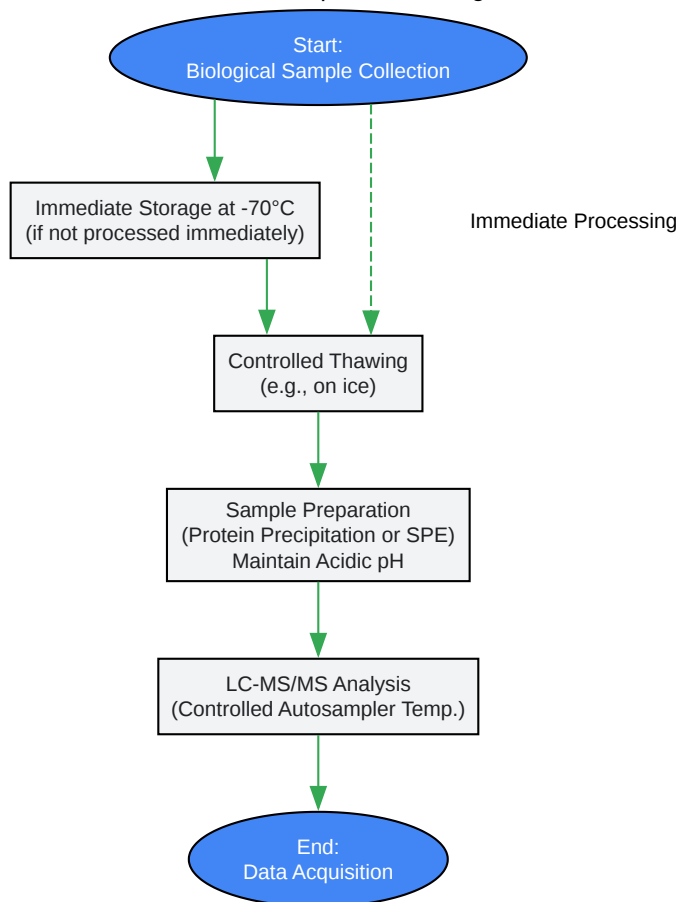 Start:
Biological Sample Collection
Immediate Storage at -70°C
(if not processed immediately)
Immediate Processing
Controlled Thawing
(e.g., on ice)
Sample Preparation
(Protein Precipitation or SPE)
Maintain Acidic pH
LC-MS/MS Analysis
(Controlled Autosampler Temp.)
End:
Data Acquisition